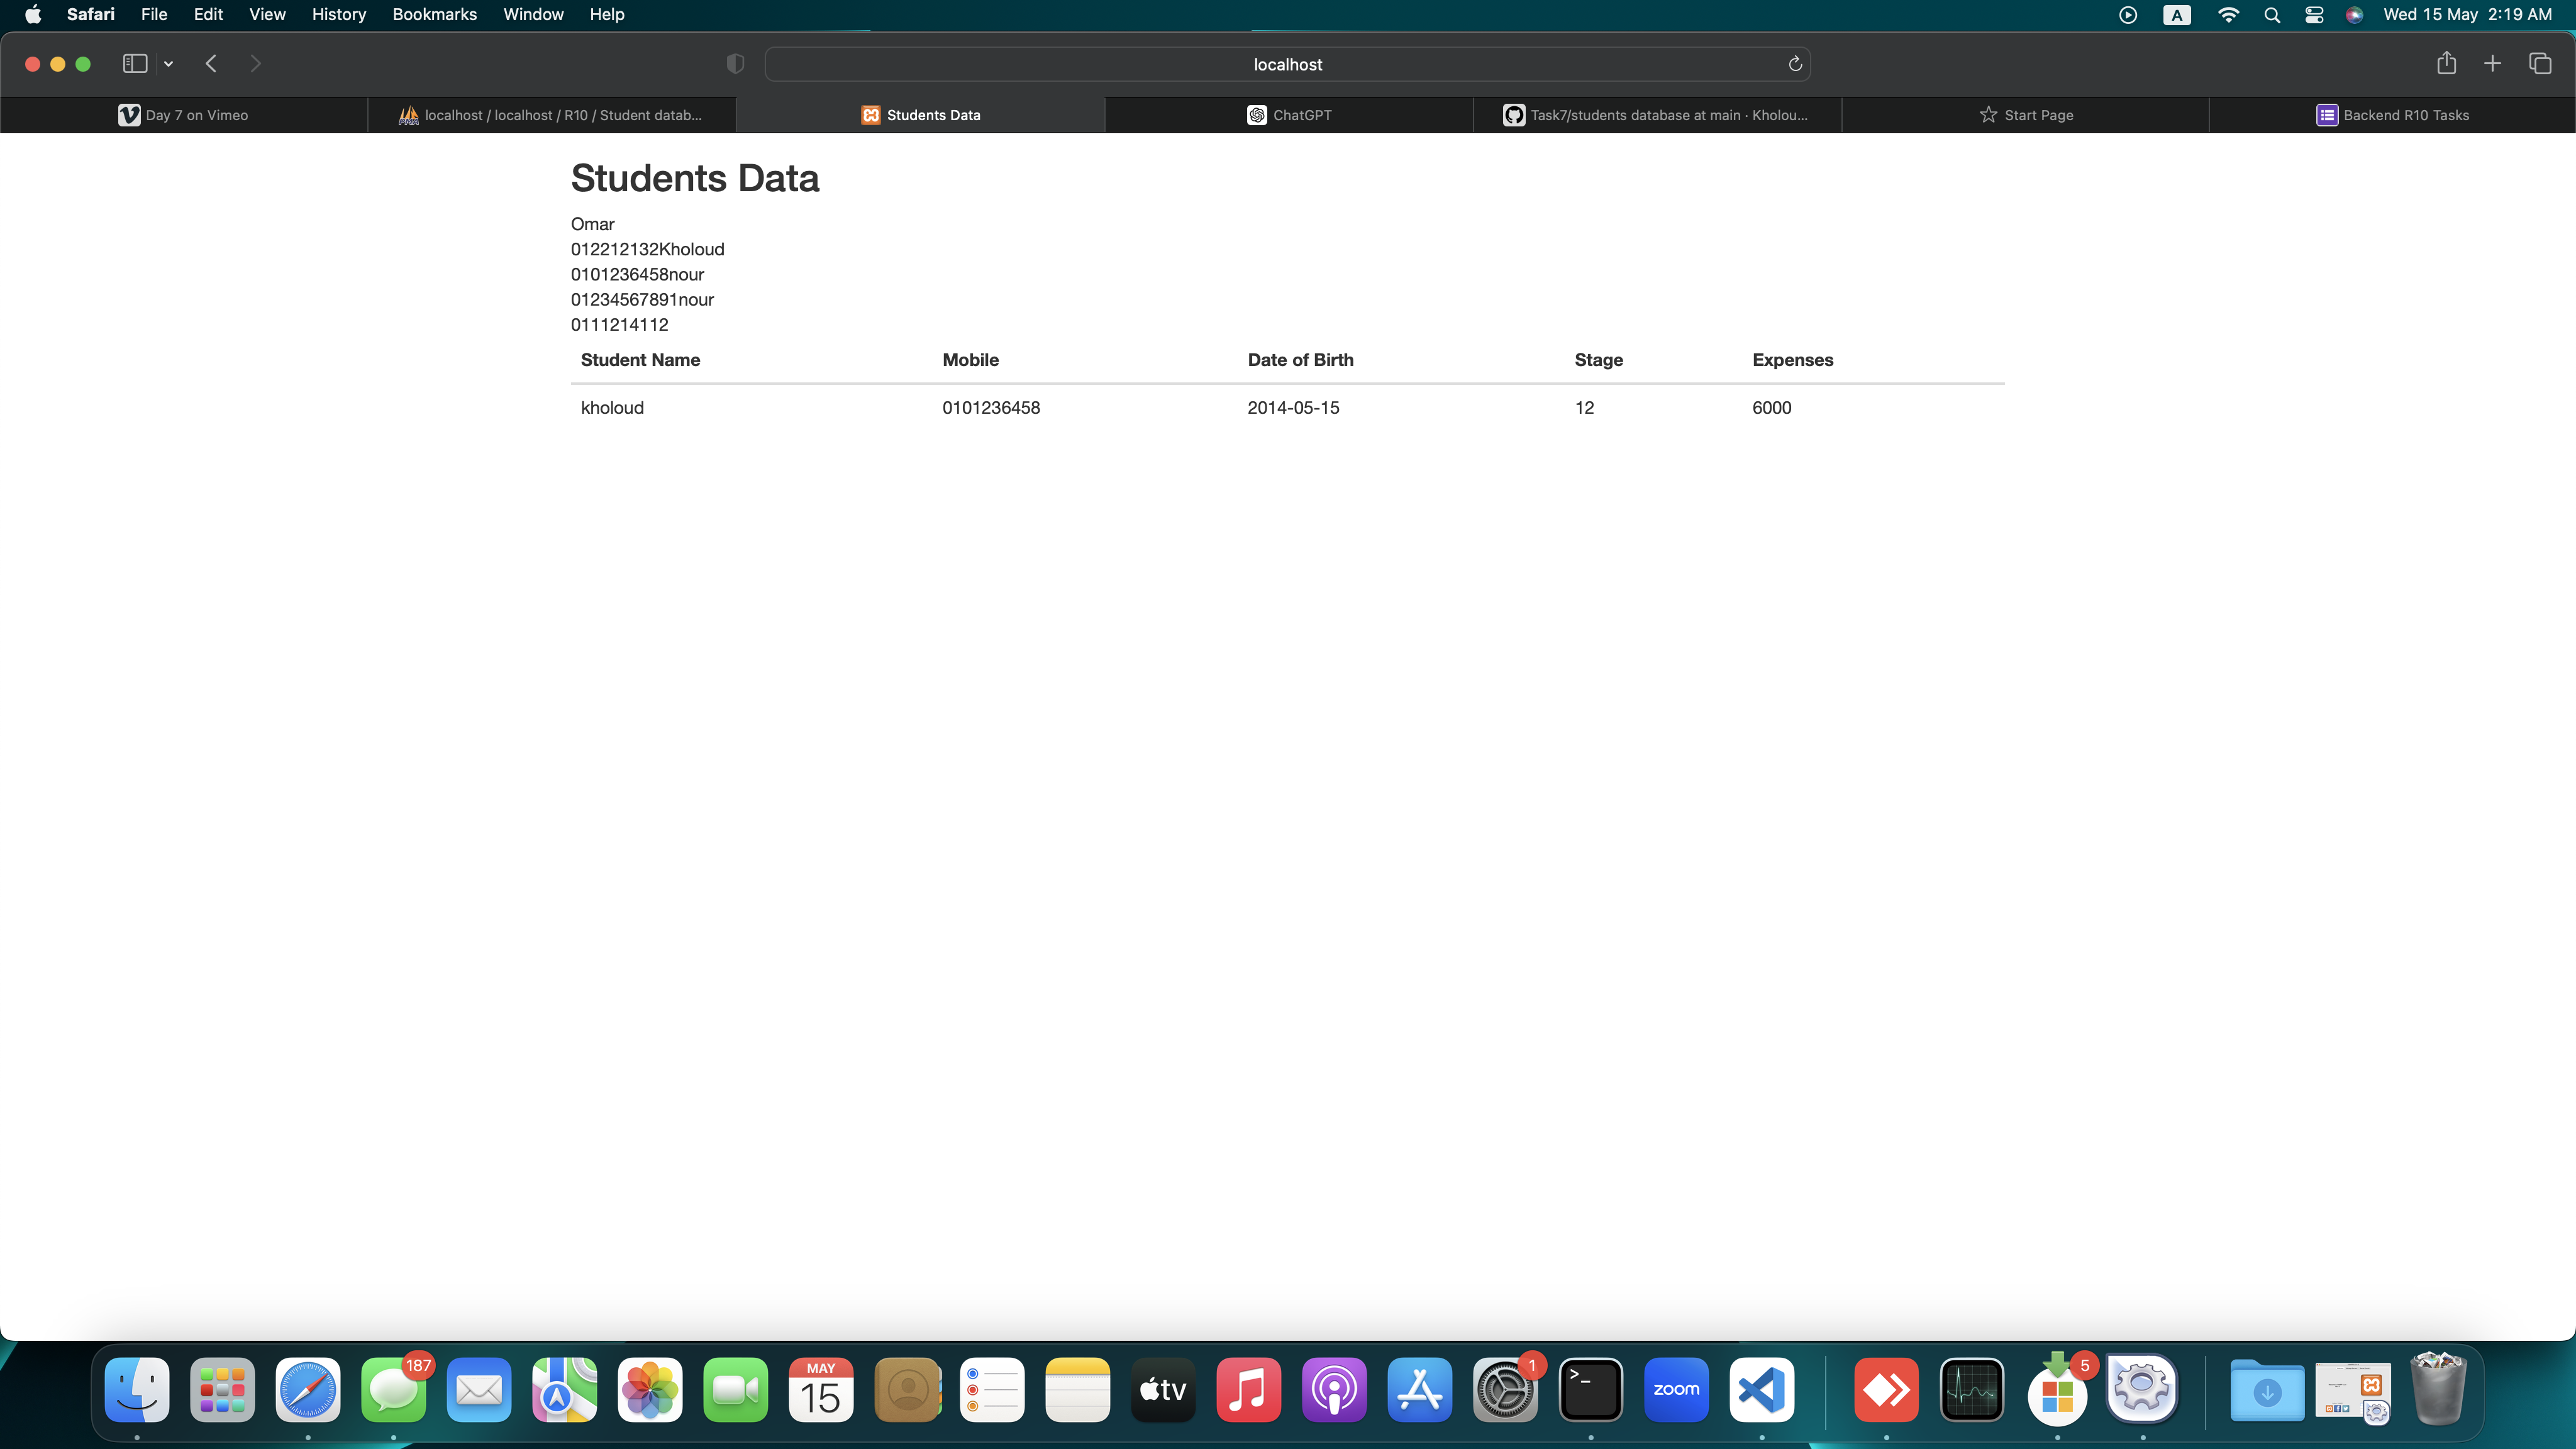 Safari File Edit View History Bookmarks Window Help A Wed 15 May 2:19 AM
localhost
Day 7 on Vimeo localhost / localhost / R10 / Student datab... Students Data ChatGPT Task7/students database at main · Kholou... Start Page Backend R10 Tasks
Students Data
Omar
012212132Kholoud
0101236458nour
01234567891nour
0111214112
Student Name Mobile Date of Birth Stage Expenses
kholoud 0101236458 2014-05-15 12 6000
187 MAY 1 5
15 tv >_ zoom